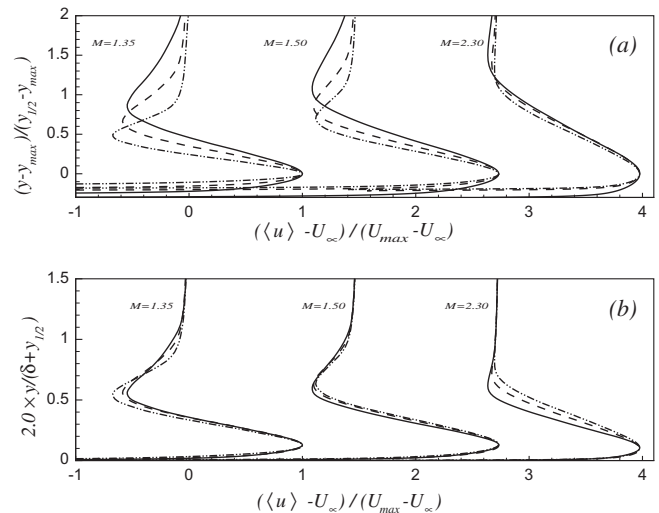 2
M=1.35
M=1.50
M=2.30
(a)
1.5
1
0.5
0
(y-y_max)/(y_1/2-y_max)
-1 0 1 2 3 4
(⟨u⟩ -U_∞)/(U_max -U_∞)
1.5
M=1.35
M=1.50
M=2.30
(b)
1
0.5
0
2.0 × y/(δ+y_1/2)
-1 0 1 2 3 4
(⟨u⟩ -U_∞)/(U_max -U_∞)